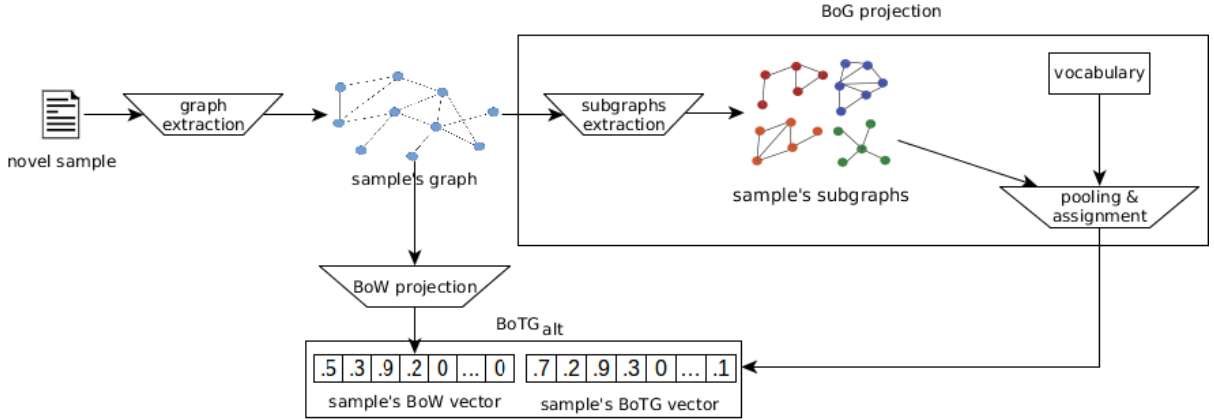 BoG projection
graph
extraction
subgraphs
extraction
vocabulary
novel sample
sample's graph
sample's subgraphs
pooling &
assignment
BoW projection
BoTG alt
.5 .3 .9 .2 0 ... 0
.7 .2 .9 .3 0 ... .1
sample's BoW vector
sample's BoTG vector